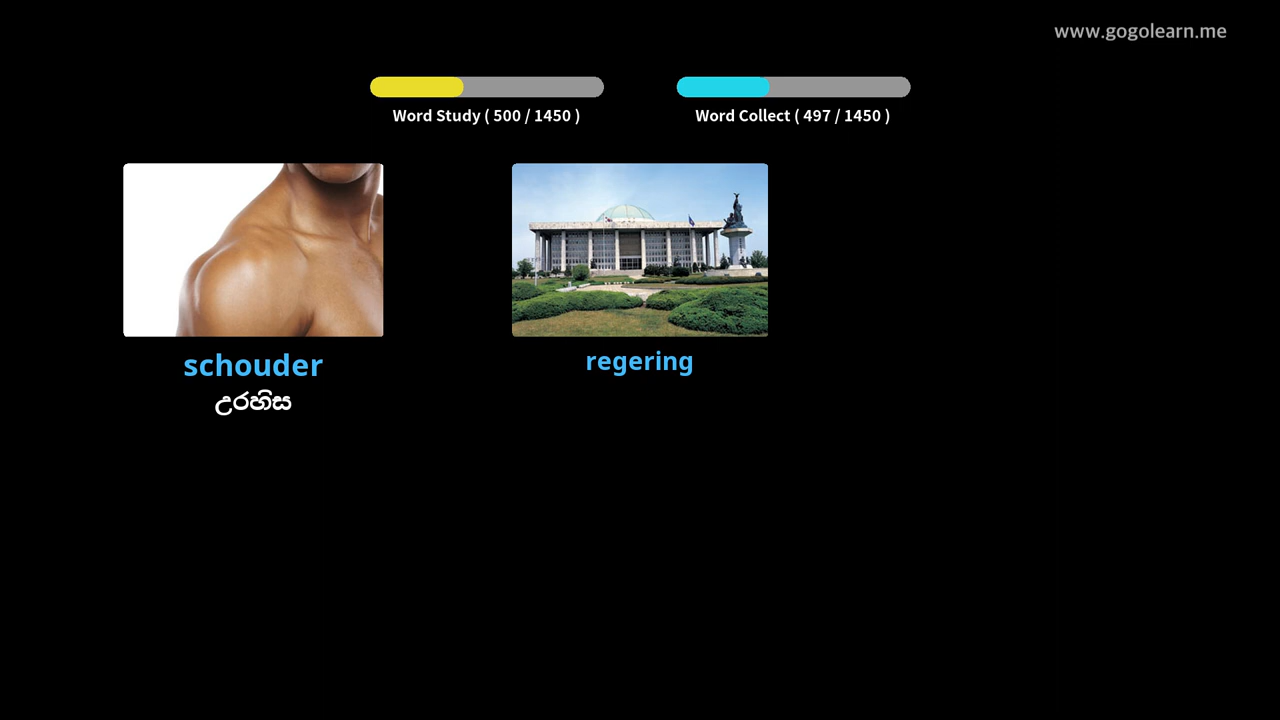 www.gogolearn.me
Word Study ( 500 / 1450 )
Word Collect ( 497 / 1450 )
schouder
උරහිස
regering